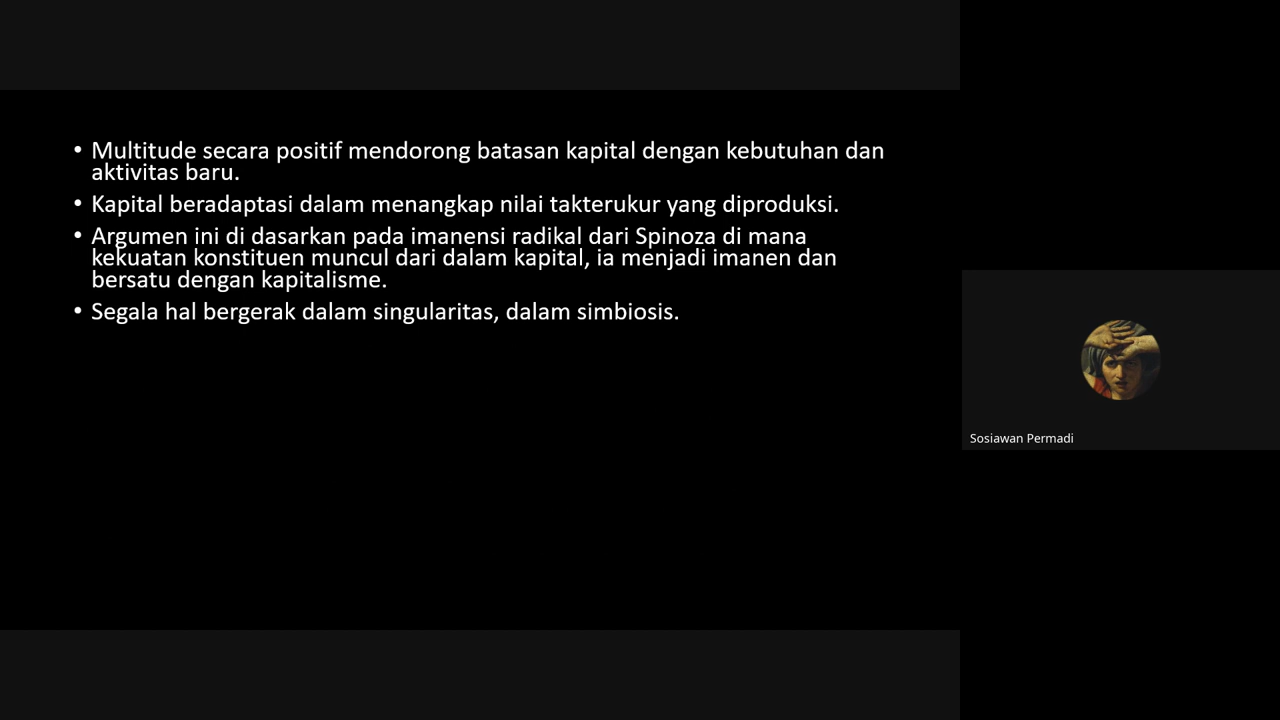 • Multitude secara positif mendorong batasan kapital dengan kebutuhan dan
aktivitas baru.
• Kapital beradaptasi dalam menangkap nilai takterukur yang diproduksi.
• Argumen ini di dasarkan pada imanensi radikal dari Spinoza di mana
kekuatan konstituen muncul dari dalam kapital, ia menjadi imanen dan
bersatu dengan kapitalisme.
• Segala hal bergerak dalam singularitas, dalam simbiosis.
Sosiawan Permadi